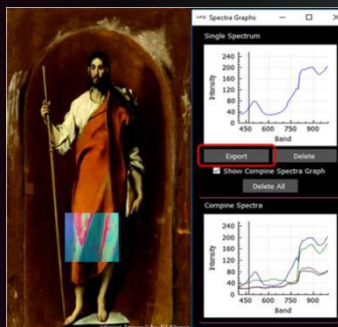 Spectra Graphs
Single Spectrum
240
200
160
120
80
40
0
Intensity
450 600 750 900
Band
Export
Delete
Show Compine Spectra Graph
Delete All
Compine Spectra
240
200
160
120
80
40
0
Intensity
450 600 750 900
Band